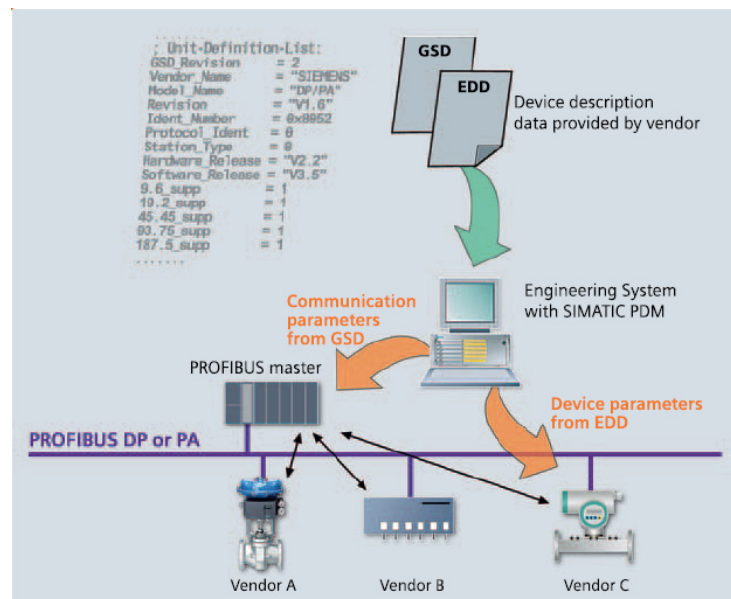 ; Unit-Definition-List:
GSD_Revision = 2
Vendor_Name = "SIEMENS"
Model_Name = "DP/PA"
Revision = "V1.6"
Ident_Number = 0x8052
Protocol_Ident = 0
Station_Type = 0
Hardware_Release = "V2.2"
Software_Release = "V3.5"
9.6_supp = 1
19.2_supp = 1
45.45_supp = 1
93.75_supp = 1
187.5_supp = 1
.......
GSD
EDD
Device description
data provided by vendor
Engineering System
with SIMATIC PDM
Communication
parameters
from GSD
PROFIBUS master
Device parameters
from EDD
PROFIBUS DP or PA
Vendor A
Vendor B
Vendor C